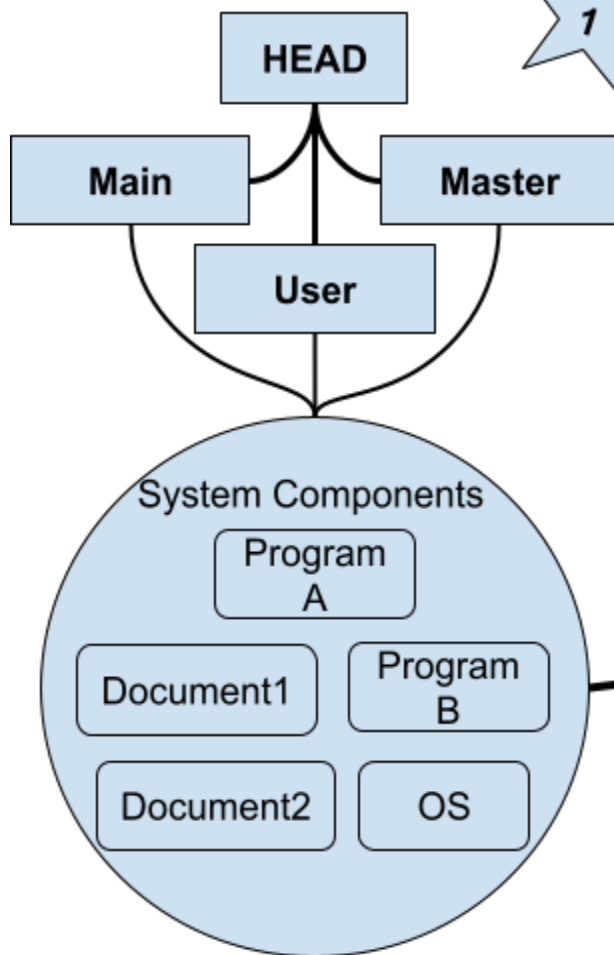 1
HEAD
Main
Master
User
System Components
Program
A
Document1
Program
B
Document2
OS